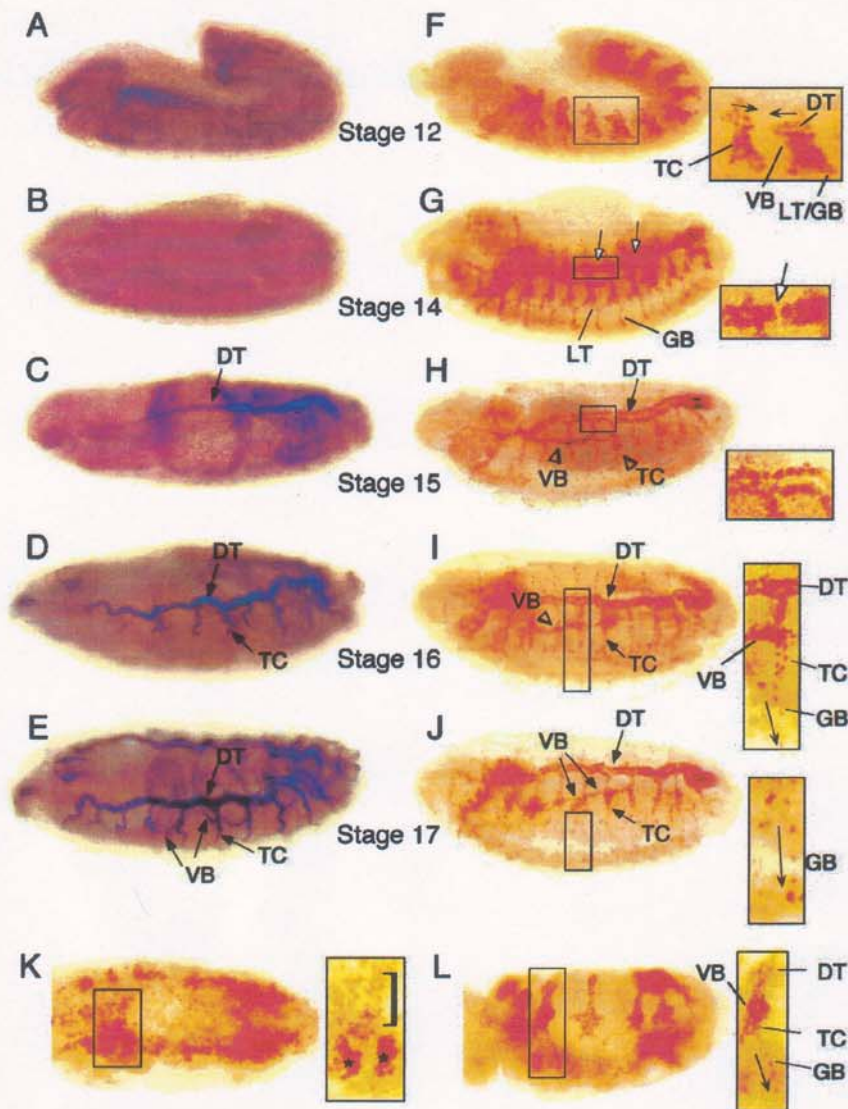 A
F
DT
Stage 12
TC
VB
LT/GB
B
G
Stage 14
LT
GB
C
DT
H
DT
Stage 15
VB
TC
D
DT
I
DT
VB
DT
TC
Stage 16
TC
VB
TC
GB
E
DT
J
DT
VB
TC
Stage 17
TC
VB
GB
K
L
VB
DT
TC
GB